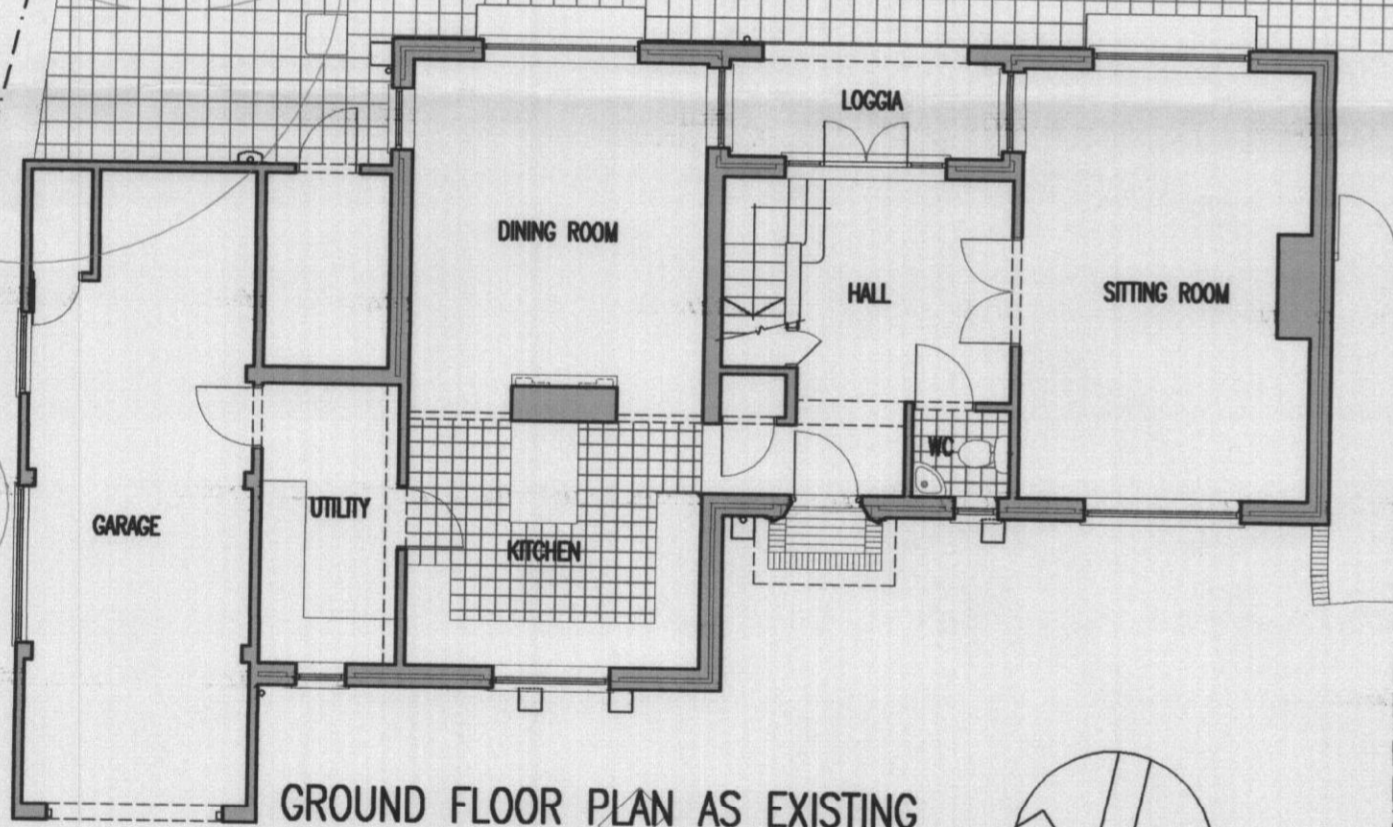 LOGGIA
DINING ROOM
HALL
SITTING ROOM
WC
GARAGE
UTILITY
KITCHEN
GROUND FLOOR PLAN AS EXISTING